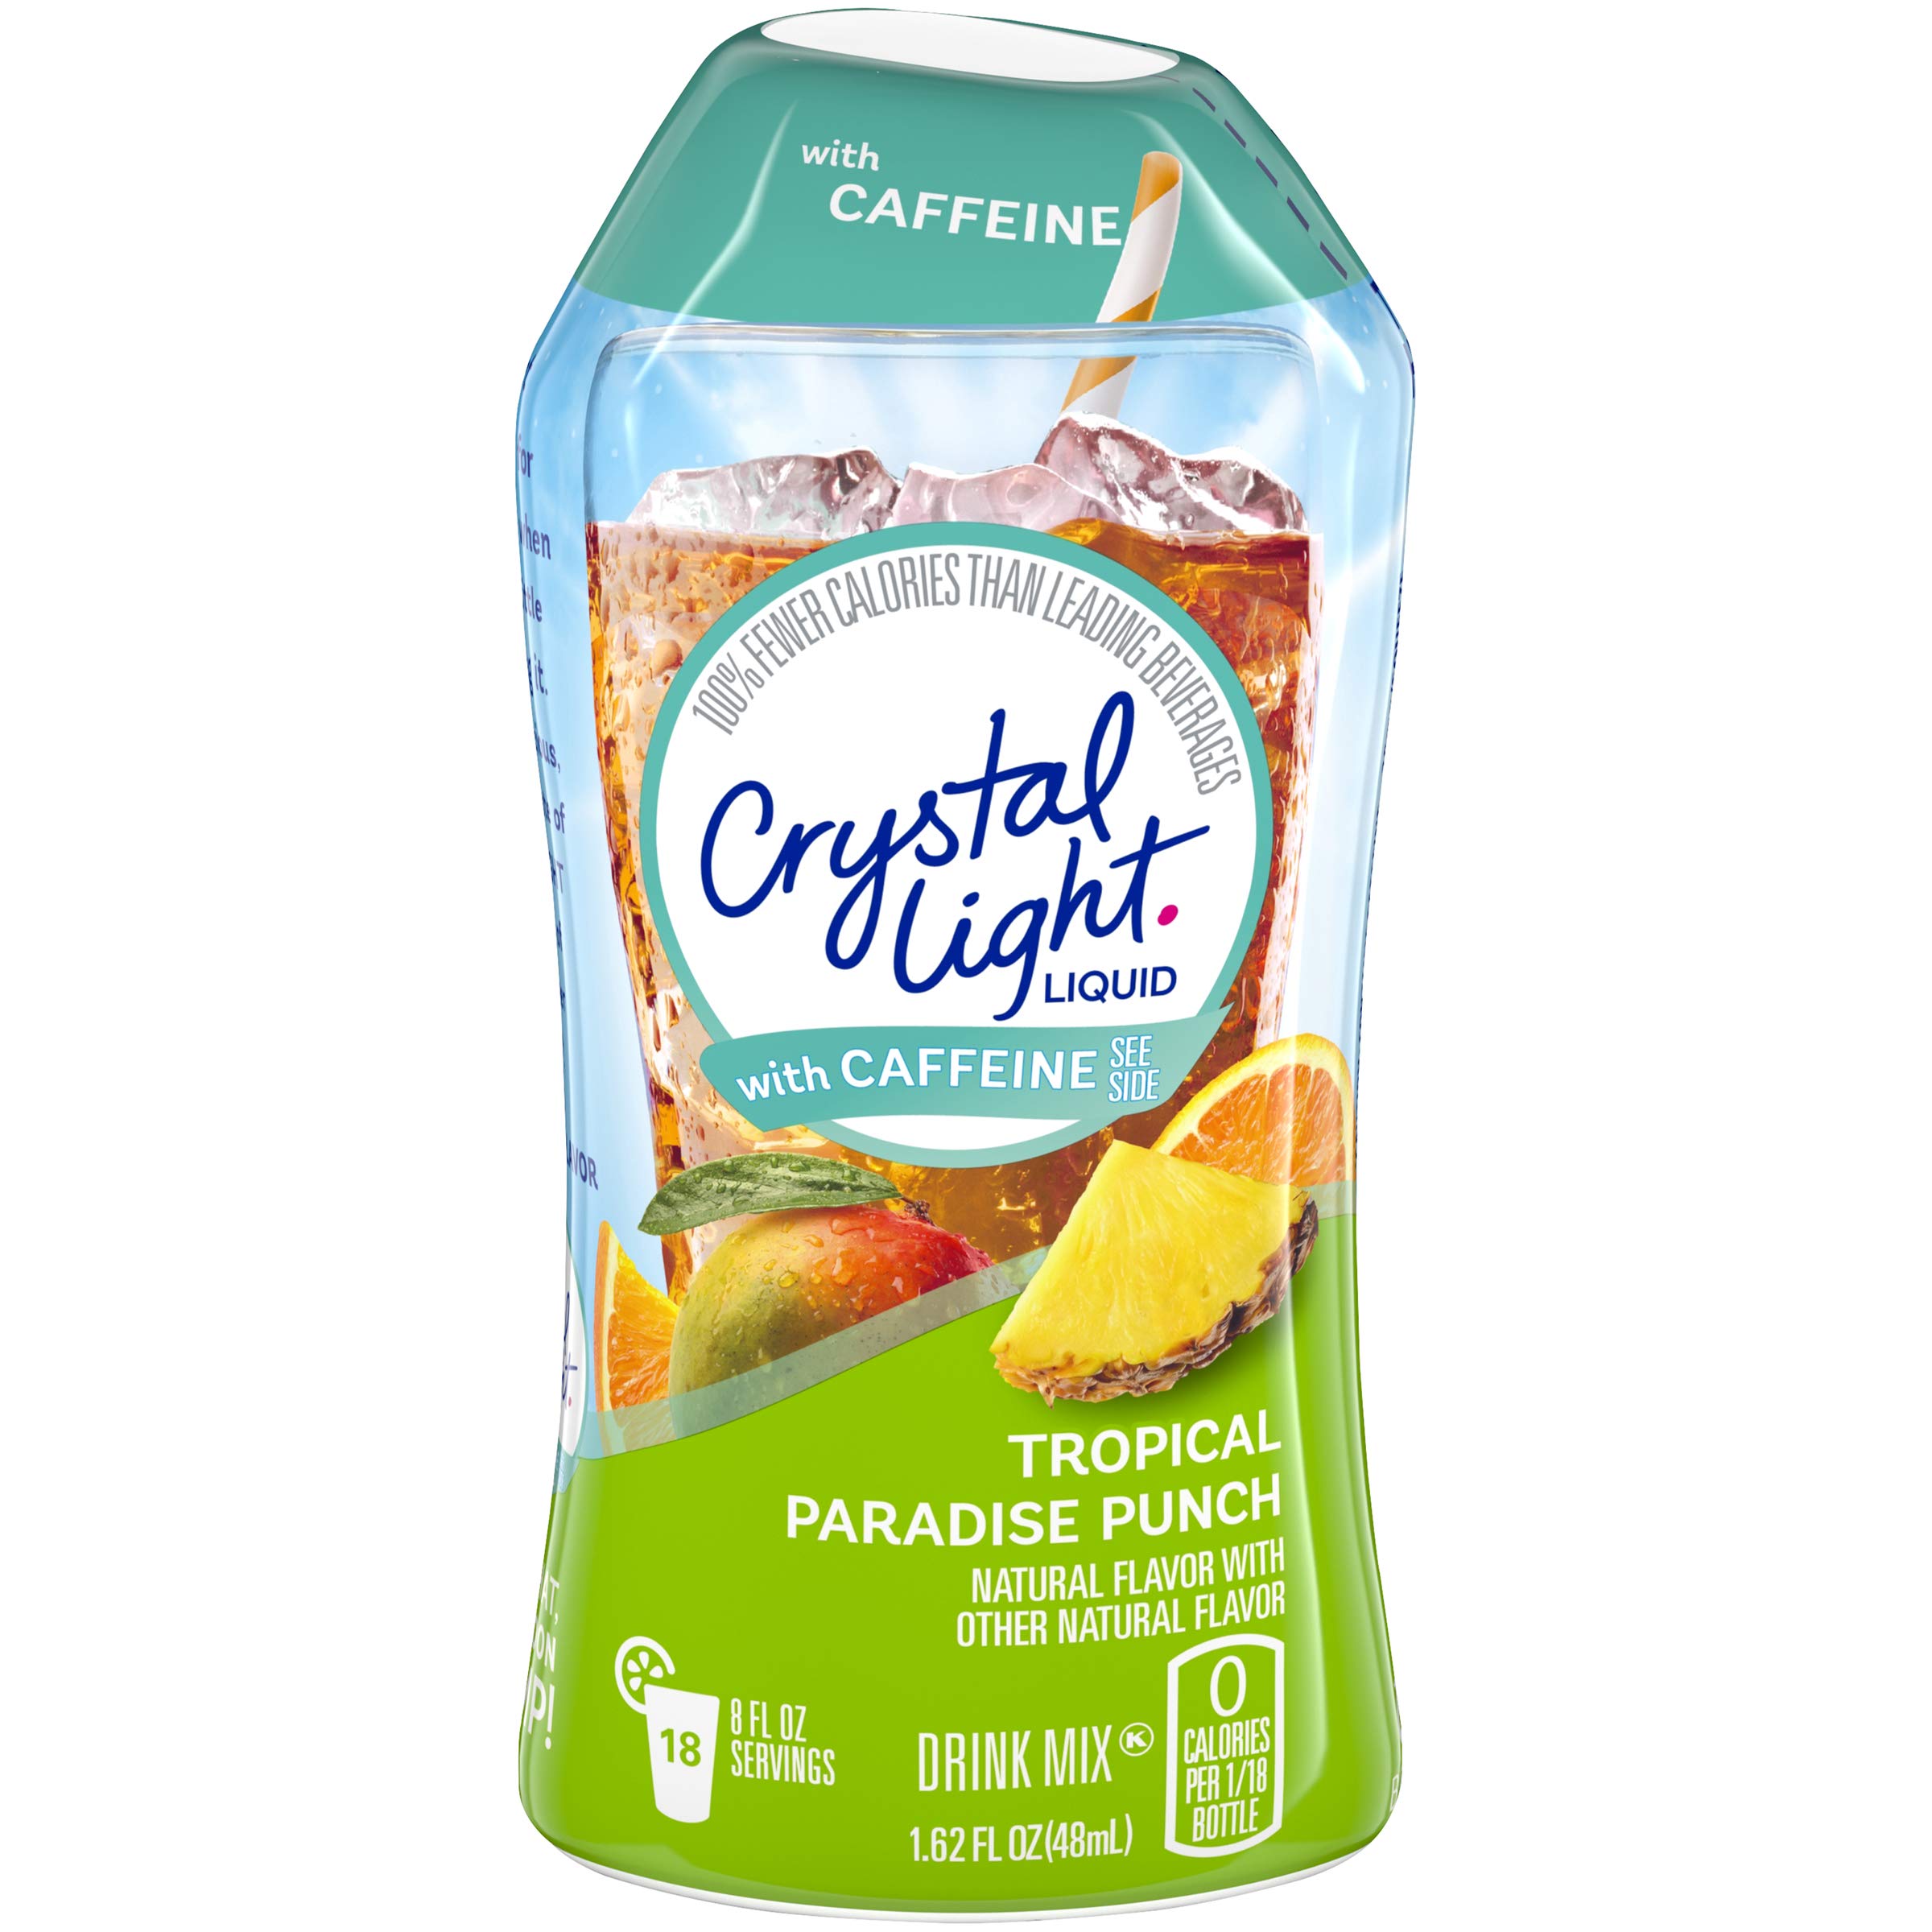 with
CAFFEINE
100% FEWER CALORIES THAN LEADING BEVERAGES
Crystal
Light.
LIQUID
with CAFFEINE SEE
SIDE
TROPICAL
PARADISE PUNCH
NATURAL FLAVOR WITH
OTHER NATURAL FLAVOR
18
8 FL OZ
SERVINGS
DRINK MIX K
1.62 FL OZ (48mL)
0
CALORIES
PER 1/18
BOTTLE